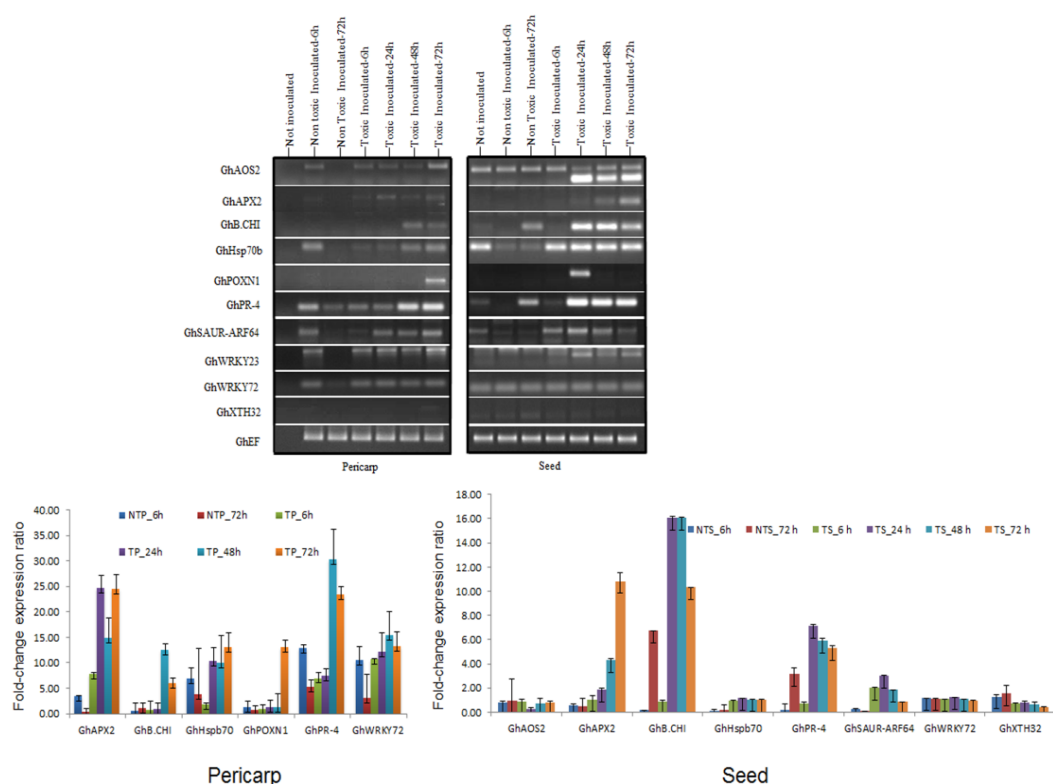 Not inoculated
Non toxic Inoculated-6h
Non Toxic Inoculated-72h
Toxic Inoculated-6h
Toxic Inoculated-24h
Toxic Inoculated-48h
Toxic Inoculated-72h
Not inoculated
Non toxic Inoculated-6h
Non Toxic Inoculated-72h
Toxic Inoculated-6h
Toxic Inoculated-24h
Toxic Inoculated-48h
Toxic Inoculated-72h
GhAOS2
GhAPX2
GhB.CHI
GhHsp70b
GhPOXN1
GhPR-4
GhSAUR-ARF64
GhWRKY23
GhWRKY72
GhXTH32
GhEF
Pericarp
Seed
Fold-change expression ratio
40.00
35.00
30.00
25.00
20.00
15.00
10.00
5.00
0.00
NTP_6h NTP_72h TP_6h
TP_24h TP_48h TP_72h
GhAPX2 GhB.CHI GhHspb70 GhPOXN1 GhPR-4 GhWRKY72
Pericarp
Fold-change expression ratio
18.00
16.00
14.00
12.00
10.00
8.00
6.00
4.00
2.00
0.00
NTS_6h NTS_72 h TS_6 h TS_24 h TS_48 h TS_72 h
GhAOS2 GhAPX2 GhB.CHI GhHspb70 GhPR-4 GhSAUR-ARF64 GhWRKY72 GhXTH32
Seed